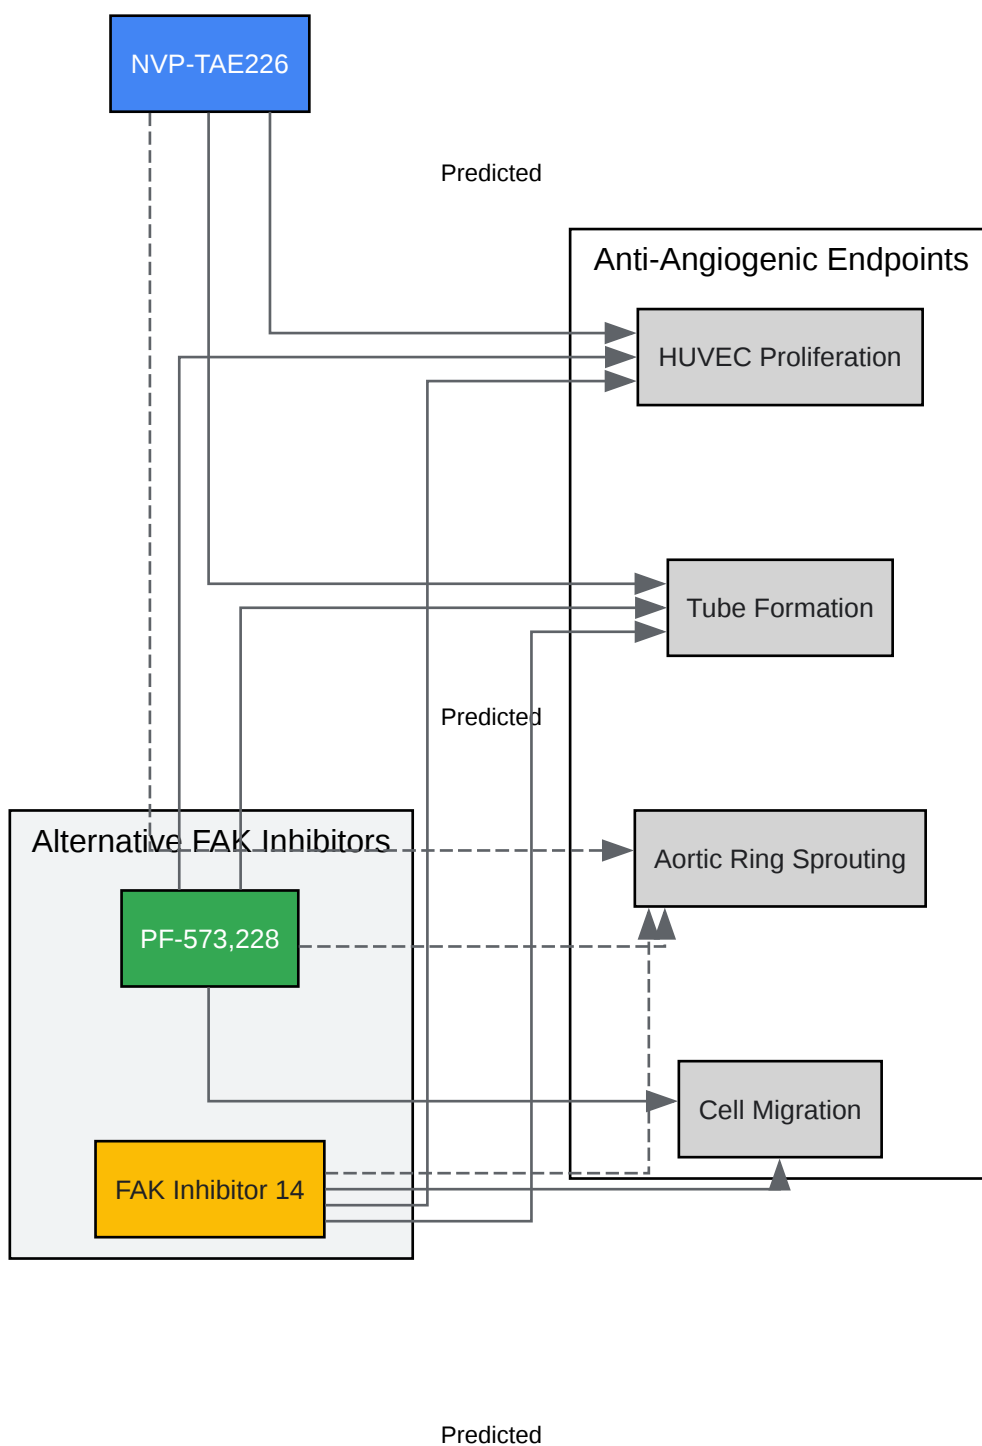 NVP-TAE226
Predicted
Anti-Angiogenic Endpoints
HUVEC Proliferation
Tube Formation
Predicted
Alternative FAK Inhibitors
Aortic Ring Sprouting
PF-573,228
Cell Migration
FAK Inhibitor 14
Predicted